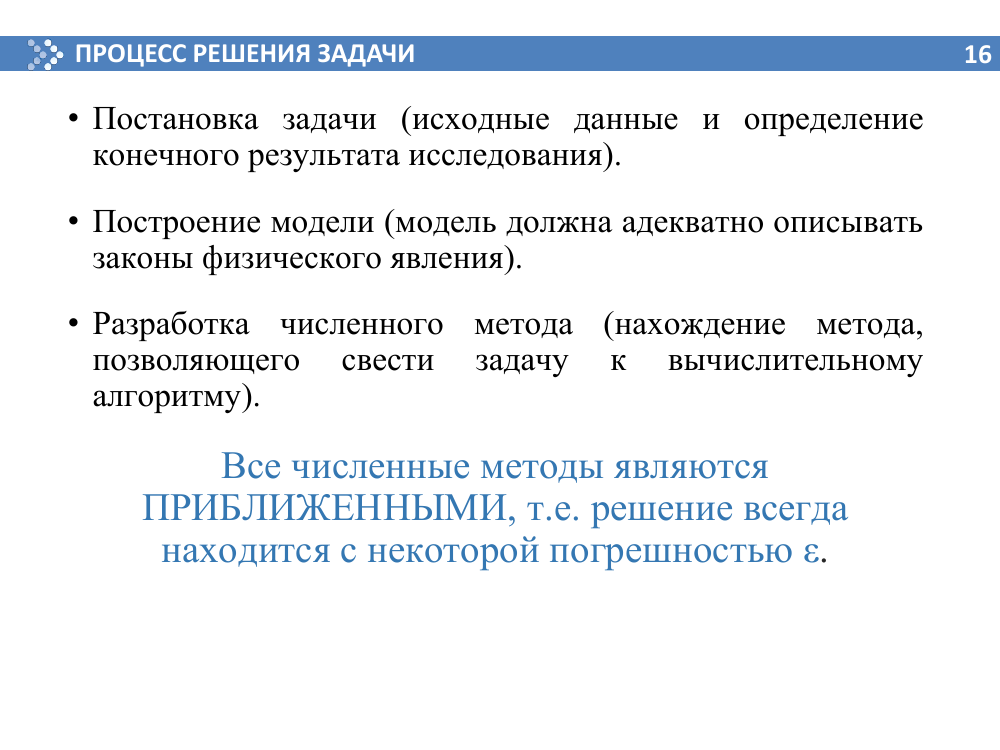 ПРОЦЕСС РЕШЕНИЯ ЗАДАЧИ 16
• Постановка задачи (исходные данные и определение
конечного результата исследования).
• Построение модели (модель должна адекватно описывать
законы физического явления).
• Разработка численного метода (нахождение метода,
позволяющего свести задачу к вычислительному
алгоритму).
Все численные методы являются
ПРИБЛИЖЕННЫМИ, т.е. решение всегда
находится с некоторой погрешностью ε.